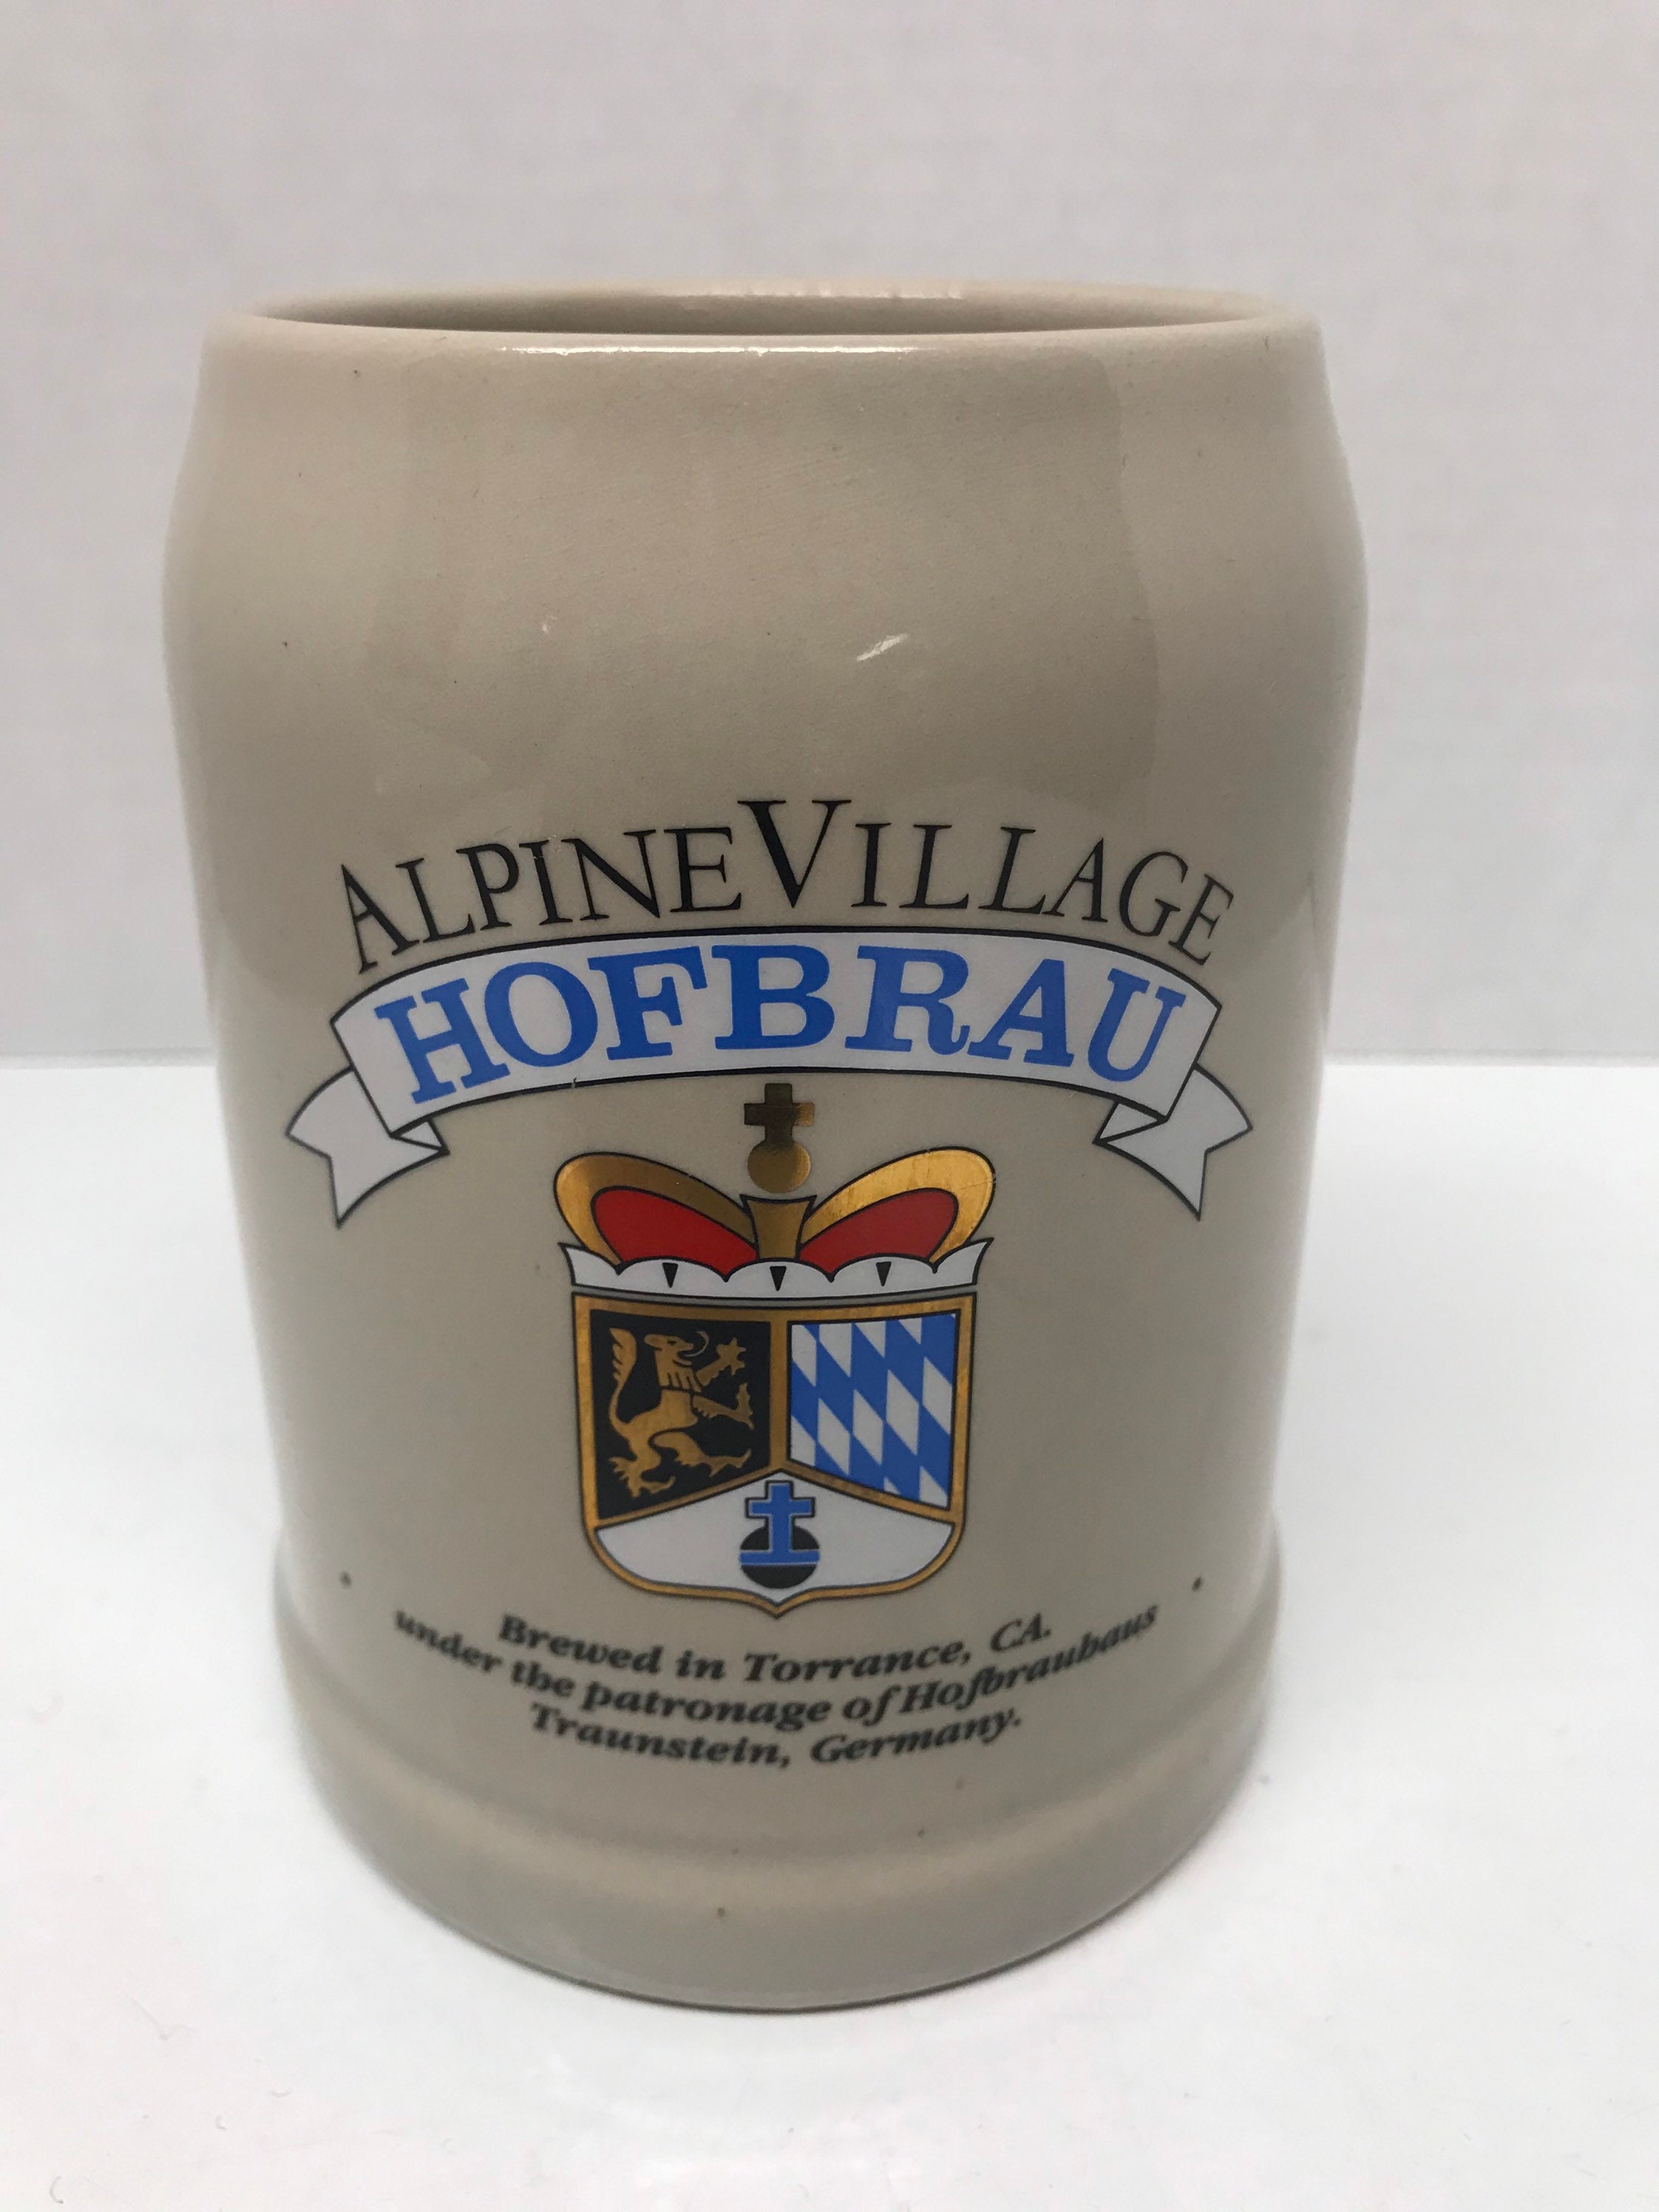 ALPINE VILLAGE
HOFBRAU
Brewed in Torrance, CA.
under the patronage of Hofbrauhaus
Traunstein, Germany.